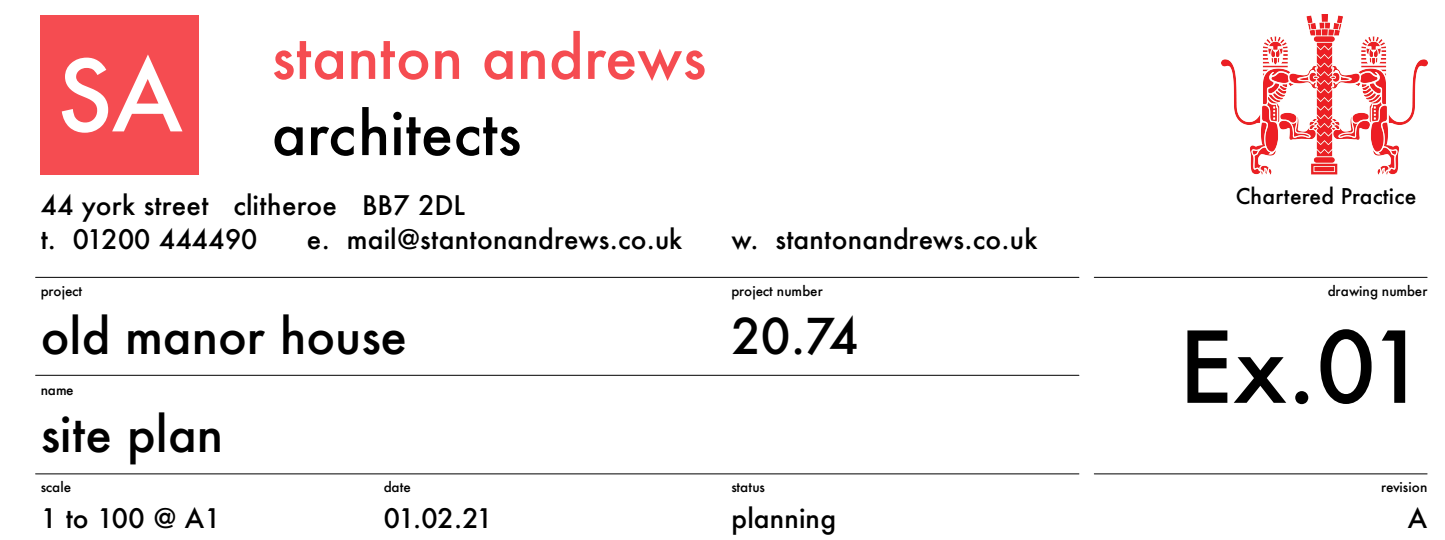 SA
stanton andrews
architects
44 york street clitheroe BB7 2DL
t. 01200 444490 e. mail@stantonandrews.co.uk w. stantonandrews.co.uk
Chartered Practice
project
old manor house
project number
20.74
drawing number
Ex.01
name
site plan
scale
1 to 100 @ A1
date
01.02.21
status
planning
revision
A